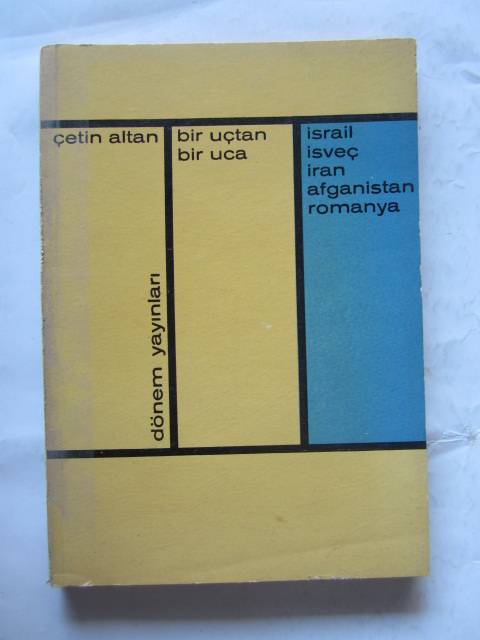 çetin altan
bir uçtan
bir uca
israil
isveç
iran
afganistan
romanya
dönem yayınları